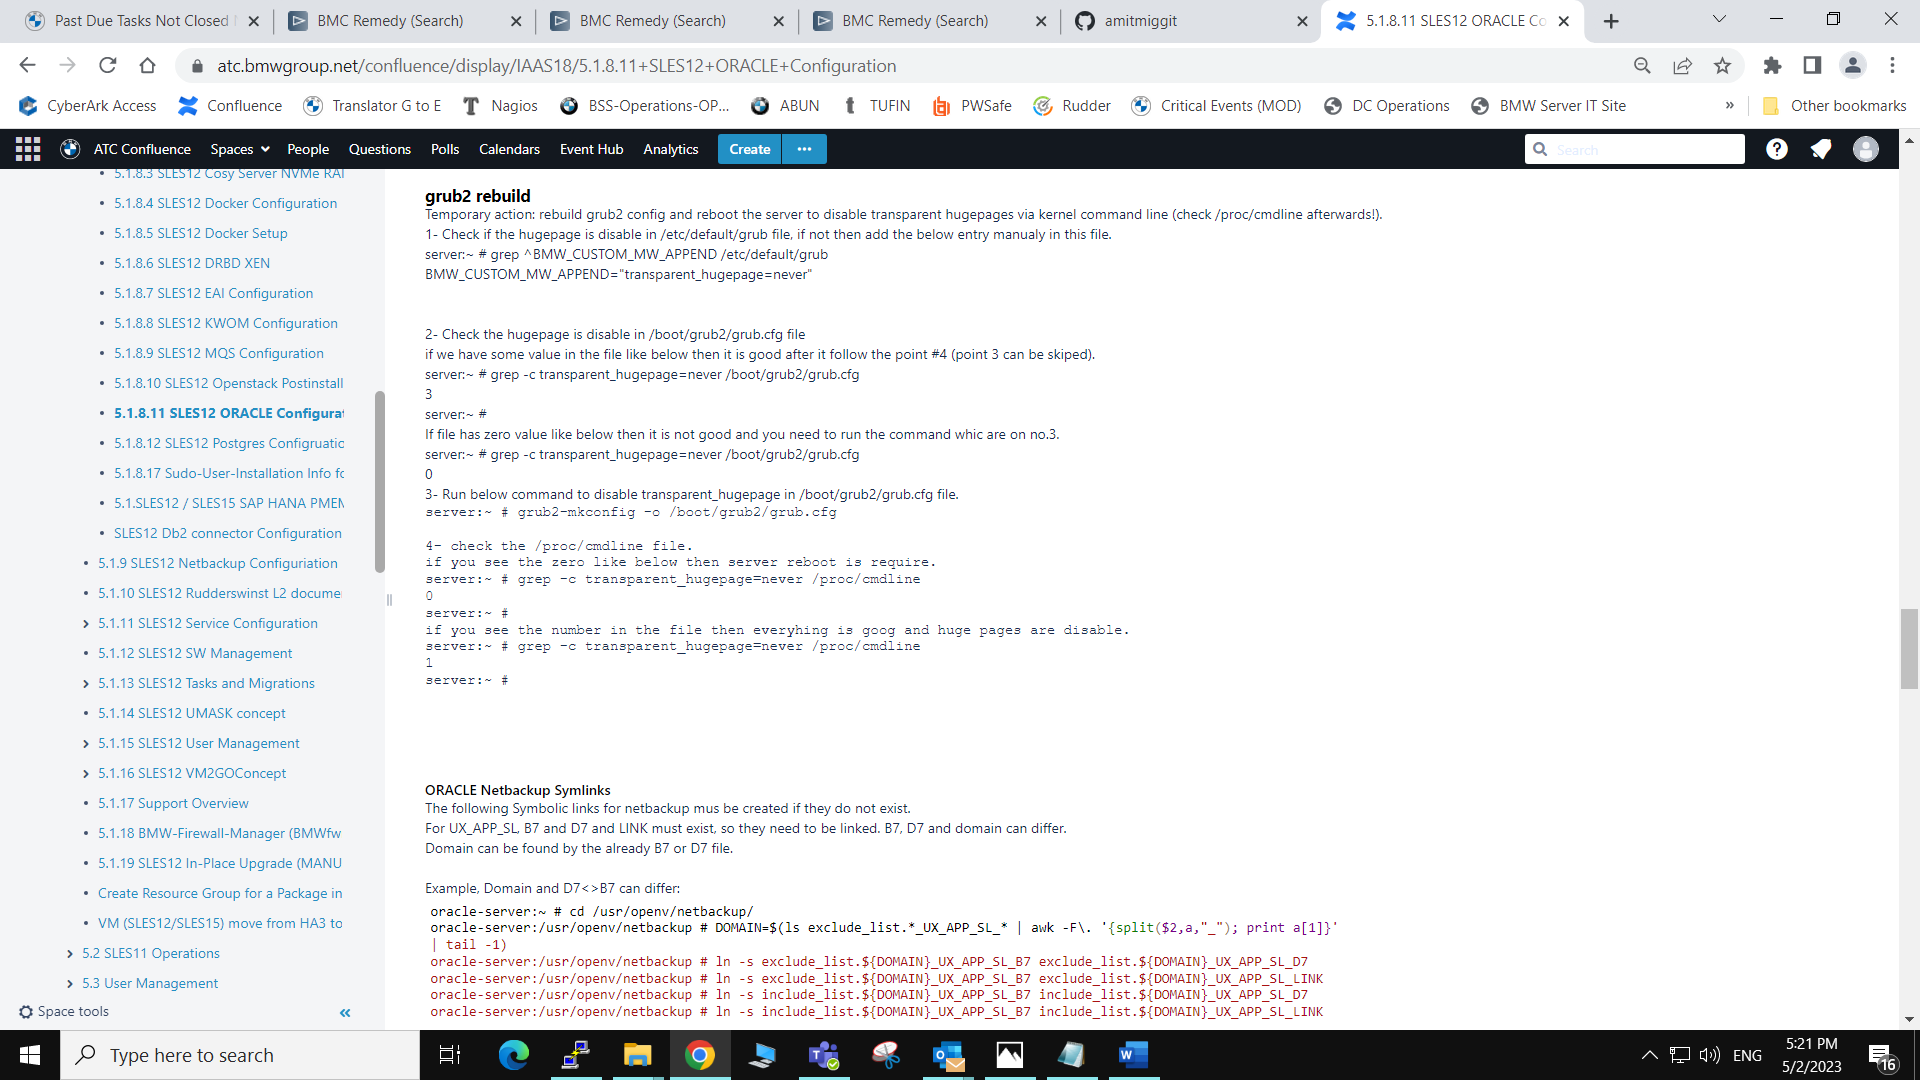 Past Due Tasks Not Closed
BMC Remedy (Search)
BMC Remedy (Search)
BMC Remedy (Search)
amitmiggit
5.1.8.11 SLES12 ORACLE Co
atc.bmwgroup.net/confluence/display/IAAS18/5.1.8.11+SLES12+ORACLE+Configuration
CyberArk Access
Confluence
Translator G to E
Nagios
BSS-Operations-OP...
ABUN
TUFIN
PWSafe
Rudder
Critical Events (MOD)
DC Operations
BMW Server IT Site
»
Other bookmarks
ATC Confluence
Spaces
People
Questions
Polls
Calendars
Event Hub
Analytics
Create
Search
5.1.8.3 SLES12 Cosy Server NVMe RAI
5.1.8.4 SLES12 Docker Configuration
5.1.8.5 SLES12 Docker Setup
5.1.8.6 SLES12 DRBD XEN
5.1.8.7 SLES12 EAI Configuration
5.1.8.8 SLES12 KWOM Configuration
5.1.8.9 SLES12 MQS Configuration
5.1.8.10 SLES12 Openstack Postinstall
5.1.8.11 SLES12 ORACLE Configurat
5.1.8.12 SLES12 Postgres Configruatio
5.1.8.17 Sudo-User-Installation Info fo
5.1.SLES12 / SLES15 SAP HANA PMEM
SLES12 Db2 connector Configuration
5.1.9 SLES12 Netbackup Configuriation
5.1.10 SLES12 Rudderswinst L2 docume
5.1.11 SLES12 Service Configuration
5.1.12 SLES12 SW Management
5.1.13 SLES12 Tasks and Migrations
5.1.14 SLES12 UMASK concept
5.1.15 SLES12 User Management
5.1.16 SLES12 VM2GOConcept
5.1.17 Support Overview
5.1.18 BMW-Firewall-Manager (BMWfw
5.1.19 SLES12 In-Place Upgrade (MANU
Create Resource Group for a Package in
VM (SLES12/SLES15) move from HA3 to
5.2 SLES11 Operations
5.3 User Management
Space tools
«
grub2 rebuild
Temporary action: rebuild grub2 config and reboot the server to disable transparent hugepages via kernel command line (check /proc/cmdline afterwards!).
1- Check if the hugepage is disable in /etc/default/grub file, if not then add the below entry manualy in this file.
server:~ # grep ^BMW_CUSTOM_MW_APPEND /etc/default/grub
BMW_CUSTOM_MW_APPEND="transparent_hugepage=never"
2- Check the hugepage is disable in /boot/grub2/grub.cfg file
if we have some value in the file like below then it is good after it follow the point #4 (point 3 can be skiped).
server:~ # grep -c transparent_hugepage=never /boot/grub2/grub.cfg
3
server:~ #
If file has zero value like below then it is not good and you need to run the command whic are on no.3.
server:~ # grep -c transparent_hugepage=never /boot/grub2/grub.cfg
0
3- Run below command to disable transparent_hugepage in /boot/grub2/grub.cfg file.
server:~ # grub2-mkconfig -o /boot/grub2/grub.cfg
4- check the /proc/cmdline file.
if you see the zero like below then server reboot is require.
server:~ # grep -c transparent_hugepage=never /proc/cmdline
0
server:~ #
if you see the number in the file then everyhing is goog and huge pages are disable.
server:~ # grep -c transparent_hugepage=never /proc/cmdline
1
server:~ #
ORACLE Netbackup Symlinks
The following Symbolic links for netbackup mus be created if they do not exist.
For UX_APP_SL, B7 and D7 and LINK must exist, so they need to be linked. B7, D7 and domain can differ.
Domain can be found by the already B7 or D7 file.
Example, Domain and D7<>B7 can differ:
oracle-server:~ # cd /usr/openv/netbackup/
oracle-server:/usr/openv/netbackup # DOMAIN=$(ls exclude_list.*_UX_APP_SL_* | awk -F\. '{split($2,a,"_"); print a[1]}'
| tail -1)
oracle-server:/usr/openv/netbackup # ln -s exclude_list.${DOMAIN}_UX_APP_SL_B7 exclude_list.${DOMAIN}_UX_APP_SL_D7
oracle-server:/usr/openv/netbackup # ln -s exclude_list.${DOMAIN}_UX_APP_SL_B7 exclude_list.${DOMAIN}_UX_APP_SL_LINK
oracle-server:/usr/openv/netbackup # ln -s include_list.${DOMAIN}_UX_APP_SL_B7 include_list.${DOMAIN}_UX_APP_SL_D7
oracle-server:/usr/openv/netbackup # ln -s include_list.${DOMAIN}_UX_APP_SL_B7 include_list.${DOMAIN}_UX_APP_SL_LINK
Type here to search
ENG
5:21 PM
5/2/2023
16